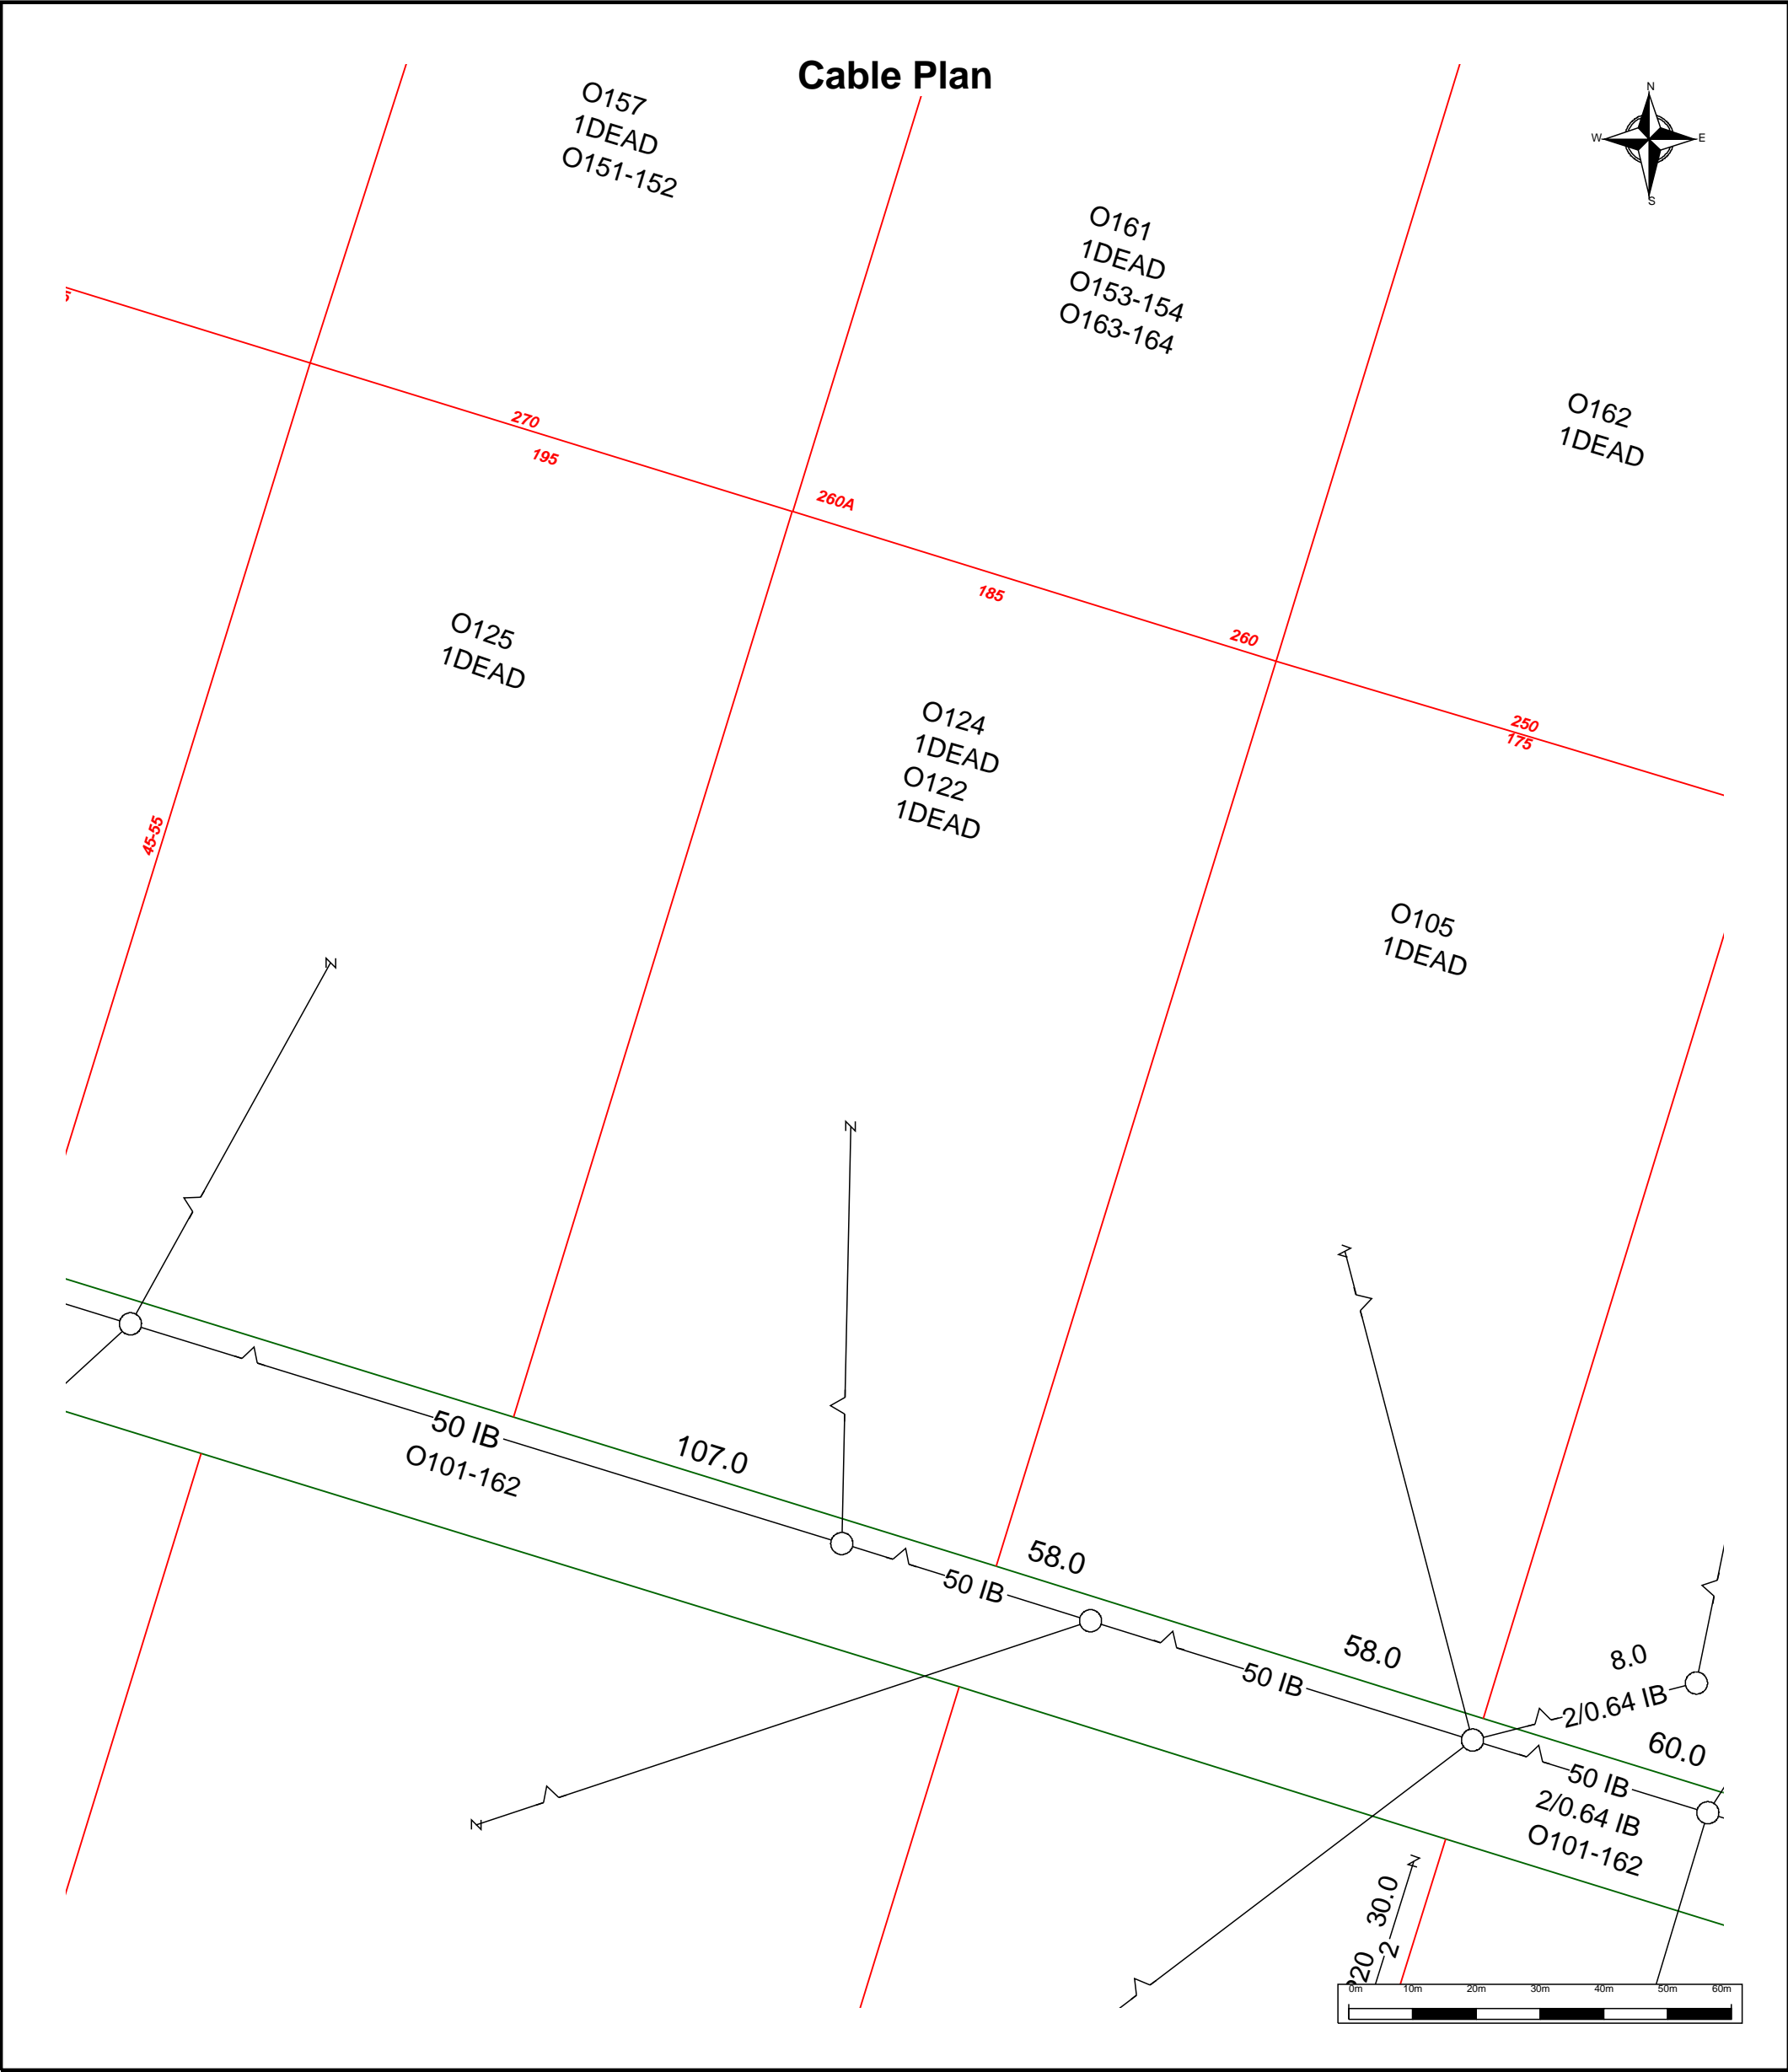 Cable Plan
N
W
E
S
O157
1DEAD
O151-152
O161
1DEAD
O153-154
O163-164
O162
1DEAD
270
195
260A
185
260
250
175
O125
1DEAD
O124
1DEAD
O122
1DEAD
45-55
O105
1DEAD
50 IB
O101-162
107.0
58.0
50 IB
58.0
50 IB
8.0
2/0.64 IB
60.0
50 IB
2/0.64 IB
O101-162
30.0
2
20
0m
10m
20m
30m
40m
50m
60m